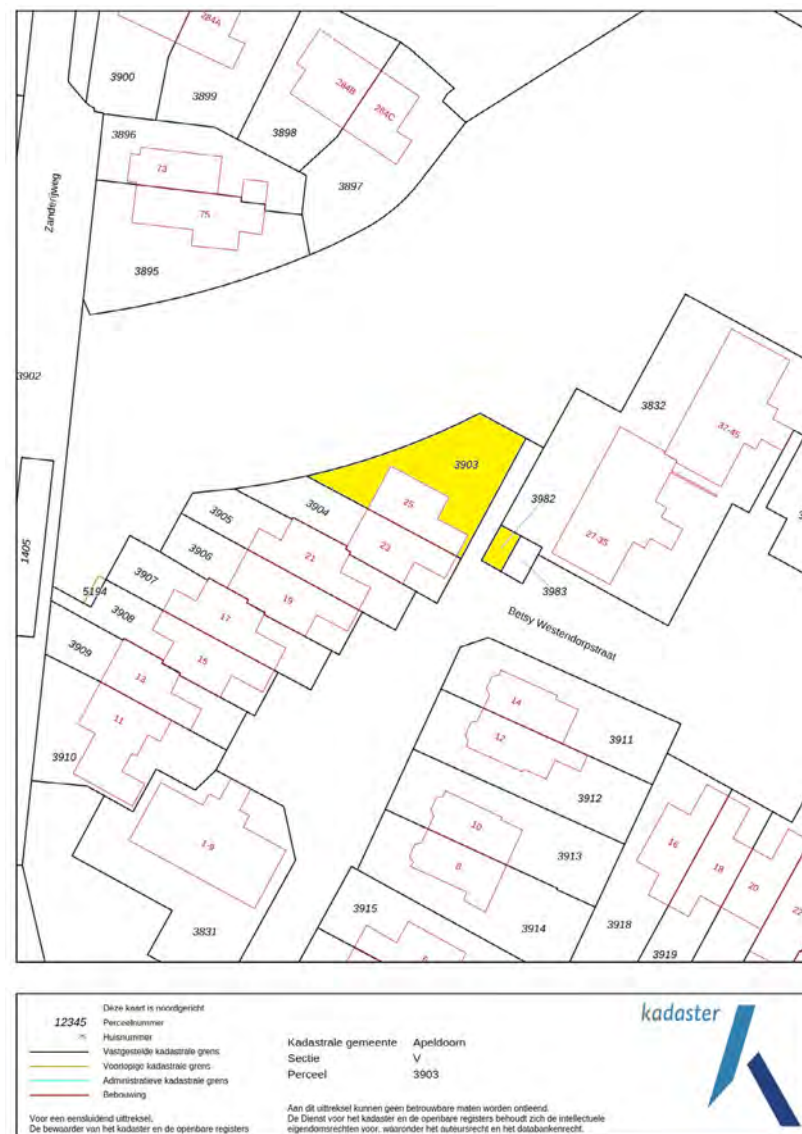 284A
3900
3899
284B
284C
3898
3896
3897
73
75
Zanderijweg
3895
3902
3832
37-45
3903
3982
25
3904
3905
23
27-35
21
3906
1405
19
3983
3907
5194
17
3908
Betsy Westendorpstraat
15
3909
13
14
11
12
3911
3910
3912
10
16
1-9
8
3913
18
20
3915
22
3831
3914
3918
6
3919
Deze kaart is noordgericht
12345 Perceelnummer
Huisnummer
Vastgestelde kadastrale grens
Voorlopige kadastrale grens
Administratieve kadastrale grens
Bebouwing
Voor een eensluidend uittreksel,
De bewaarder van het kadaster en de openbare registers
Kadastrale gemeente Apeldoorn
Sectie V
Perceel 3903
Aan dit uittreksel kunnen geen betrouwbare maten worden ontleend.
De Dienst voor het kadaster en de openbare registers behoudt zich de intellectuele
eigendomsrechten voor, waaronder het auteursrecht en het databankenrecht.
kadaster